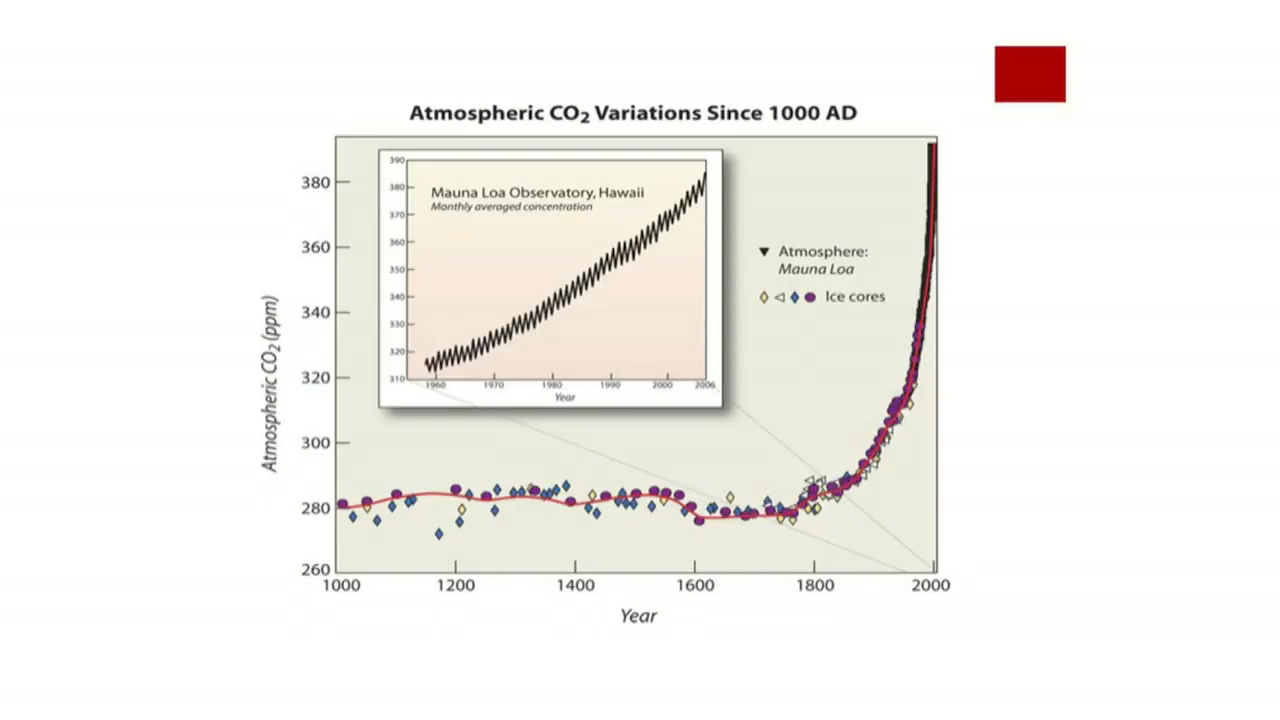 Atmospheric CO2 Variations Since 1000 AD
Atmospheric CO2 (ppm)
380
360
340
320
300
280
260
390
380
370
360
350
340
330
320
310
Mauna Loa Observatory, Hawaii
Monthly averaged concentration
1960 1970 1980 1990 2000 2006
Year
Atmosphere:
Mauna Loa
Ice cores
1000 1200 1400 1600 1800 2000
Year